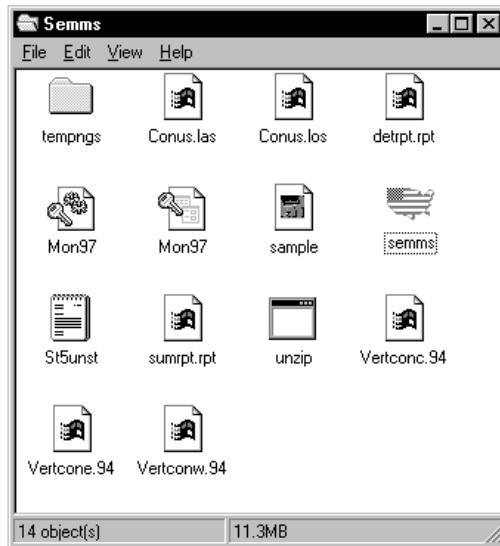 Semms
File Edit View Help
tempngs Conus.las Conus.los detrpt.rpt
Mon97 Mon97 sample semms
St5unst sumrpt.rpt unzip Vertconc.94
Vertcone.94 Vertconw.94
14 object(s) 11.3MB